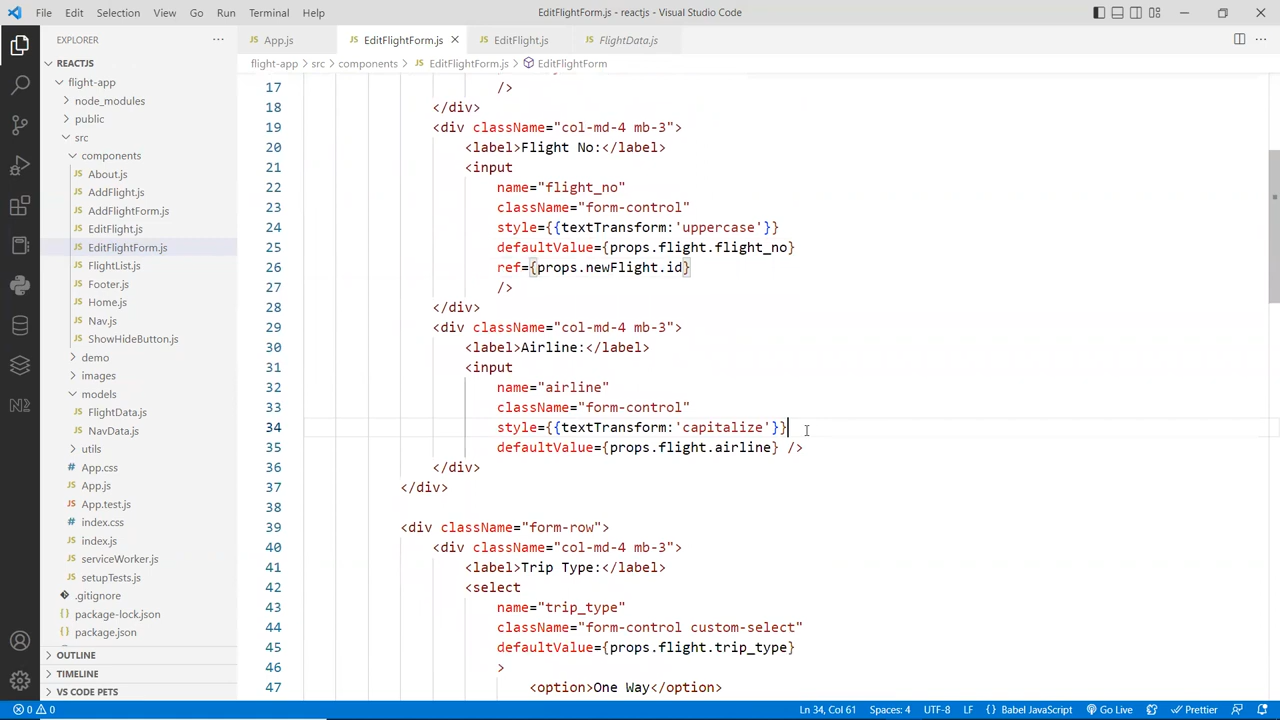 File Edit Selection View Go Run Terminal Help EditFlightForm.js - reactjs - Visual Studio Code
EXPLORER
REACTJS
flight-app
node_modules
public
src
components
About.js
AddFlight.js
AddFlightForm.js
EditFlight.js
EditFlightForm.js
FlightList.js
Footer.js
Home.js
Nav.js
ShowHideButton.js
demo
images
models
FlightData.js
NavData.js
utils
App.css
App.js
App.test.js
index.css
index.js
serviceWorker.js
setupTests.js
.gitignore
package-lock.json
package.json
OUTLINE
TIMELINE
VS CODE PETS
App.js EditFlightForm.js EditFlight.js FlightData.js
flight-app > src > components > EditFlightForm.js > EditFlightForm
17 />
18 </div>
19 <div className="col-md-4 mb-3">
20 <label>Flight No:</label>
21 <input
22 name="flight_no"
23 className="form-control"
24 style={{textTransform:'uppercase'}}
25 defaultValue={props.flight.flight_no}
26 ref={props.newFlight.id}
27 />
28 </div>
29 <div className="col-md-4 mb-3">
30 <label>Airline:</label>
31 <input
32 name="airline"
33 className="form-control"
34 style={{textTransform:'capitalize'}}
35 defaultValue={props.flight.airline} />
36 </div>
37 </div>
38
39 <div className="form-row">
40 <div className="col-md-4 mb-3">
41 <label>Trip Type:</label>
42 <select
43 name="trip_type"
44 className="form-control custom-select"
45 defaultValue={props.flight.trip_type}
46 >
47 <option>One Way</option>
0 0 Ln 34, Col 61 Spaces: 4 UTF-8 LF {} Babel JavaScript Go Live Prettier